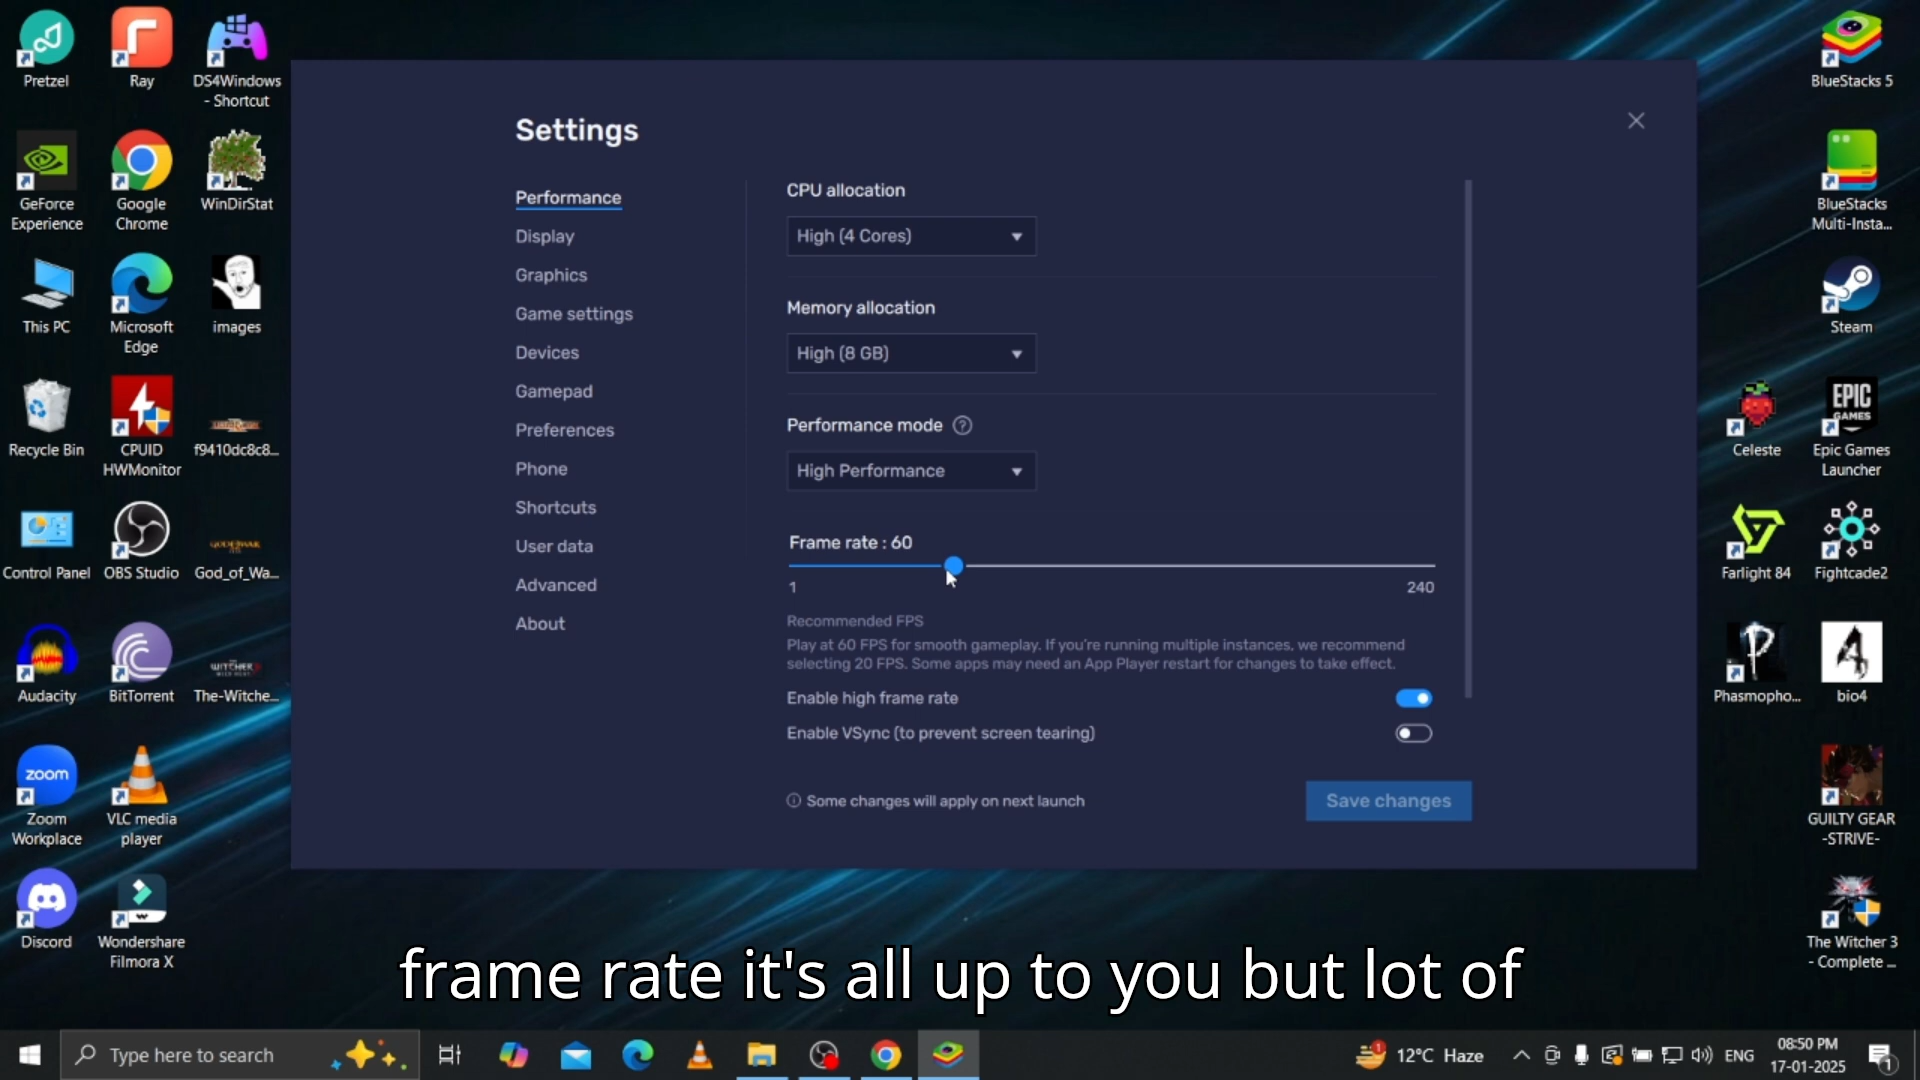 Pretzel
Ray
DS4Windows
- Shortcut
BlueStacks 5
GeForce
Experience
Google
Chrome
WinDirStat
BlueStacks
Multi-Insta...
This PC
Microsoft
Edge
images
Steam
Recycle Bin
CPUID
HWMonitor
f9410dc8c8...
Celeste
EPIC
GAMES
Epic Games
Launcher
Control Panel
OBS Studio
God_of_Wa...
Farlight 84
Fightcade2
Audacity
BitTorrent
The-Witche...
Phasmopho...
bio4
zoom
Zoom
Workplace
VLC media
player
GUILTY GEAR
-STRIVE-
Discord
Wondershare
Filmora X
The Witcher 3
- Complete ...
Settings
Performance
Display
Graphics
Game settings
Devices
Gamepad
Preferences
Phone
Shortcuts
User data
Advanced
About
CPU allocation
High (4 Cores)
Memory allocation
High (8 GB)
Performance mode
High Performance
Frame rate : 60
1
240
Recommended FPS
Play at 60 FPS for smooth gameplay. If you're running multiple instances, we recommend
selecting 20 FPS. Some apps may need an App Player restart for changes to take effect.
Enable high frame rate
Enable VSync (to prevent screen tearing)
Some changes will apply on next launch
Save changes
frame rate it's all up to you but lot of
Type here to search
12°C Haze
ENG
08:50 PM
17-01-2025
1